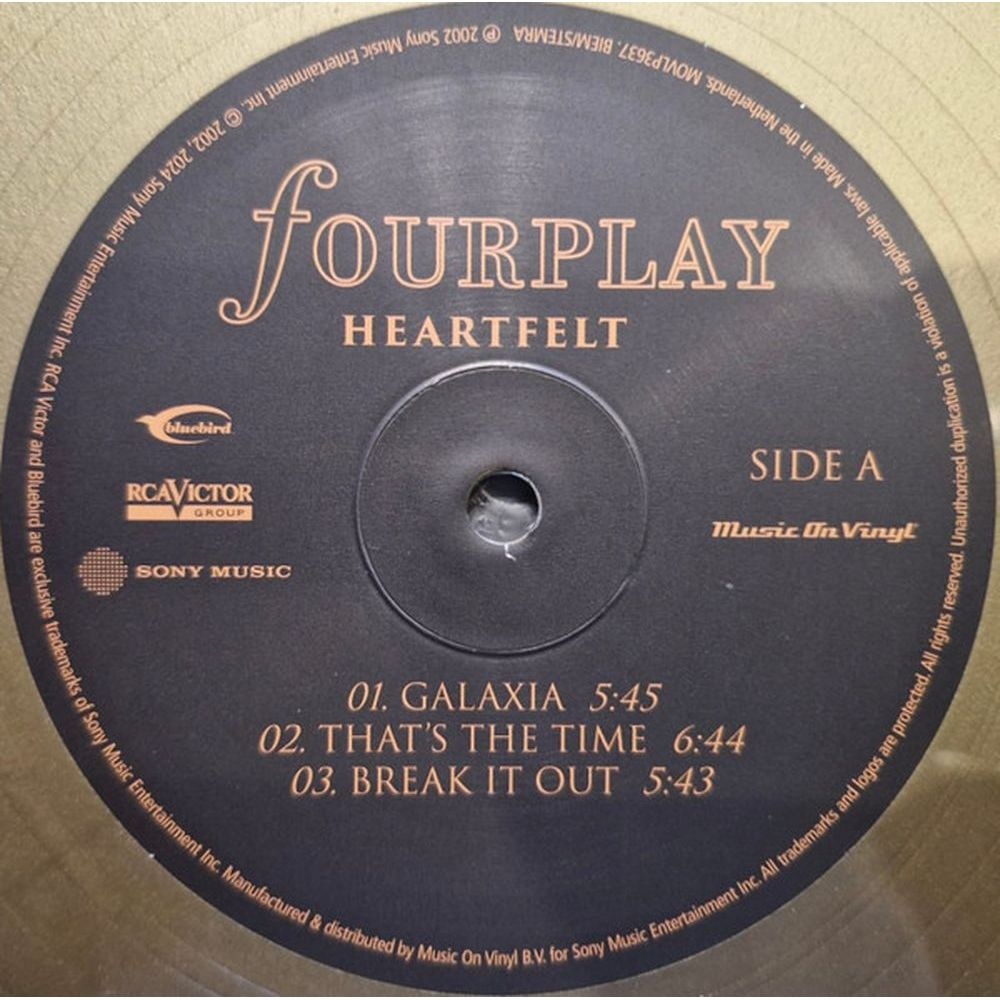 fOURPLAY
HEARTFELT
bluebird
RCAVICTOR
GROUP
SONY MUSIC
SIDE A
Music On Vinyl
01. GALAXIA 5:45
02. THAT'S THE TIME 6:44
03. BREAK IT OUT 5:43
℗ 2002 Sony Music Entertainment Inc. © 2002, 2024 Sony Music Entertainment Inc. RCA Victor and Bluebird are exclusive trademarks of Sony Music Entertainment Inc. Manufactured & distributed by Music On Vinyl B.V. for Sony Music Entertainment Inc. All trademarks and logos are protected. All rights reserved. Unauthorized duplication is a violation of applicable laws. Made in the Netherlands. MOVLP3637. BIEM/STEMRA